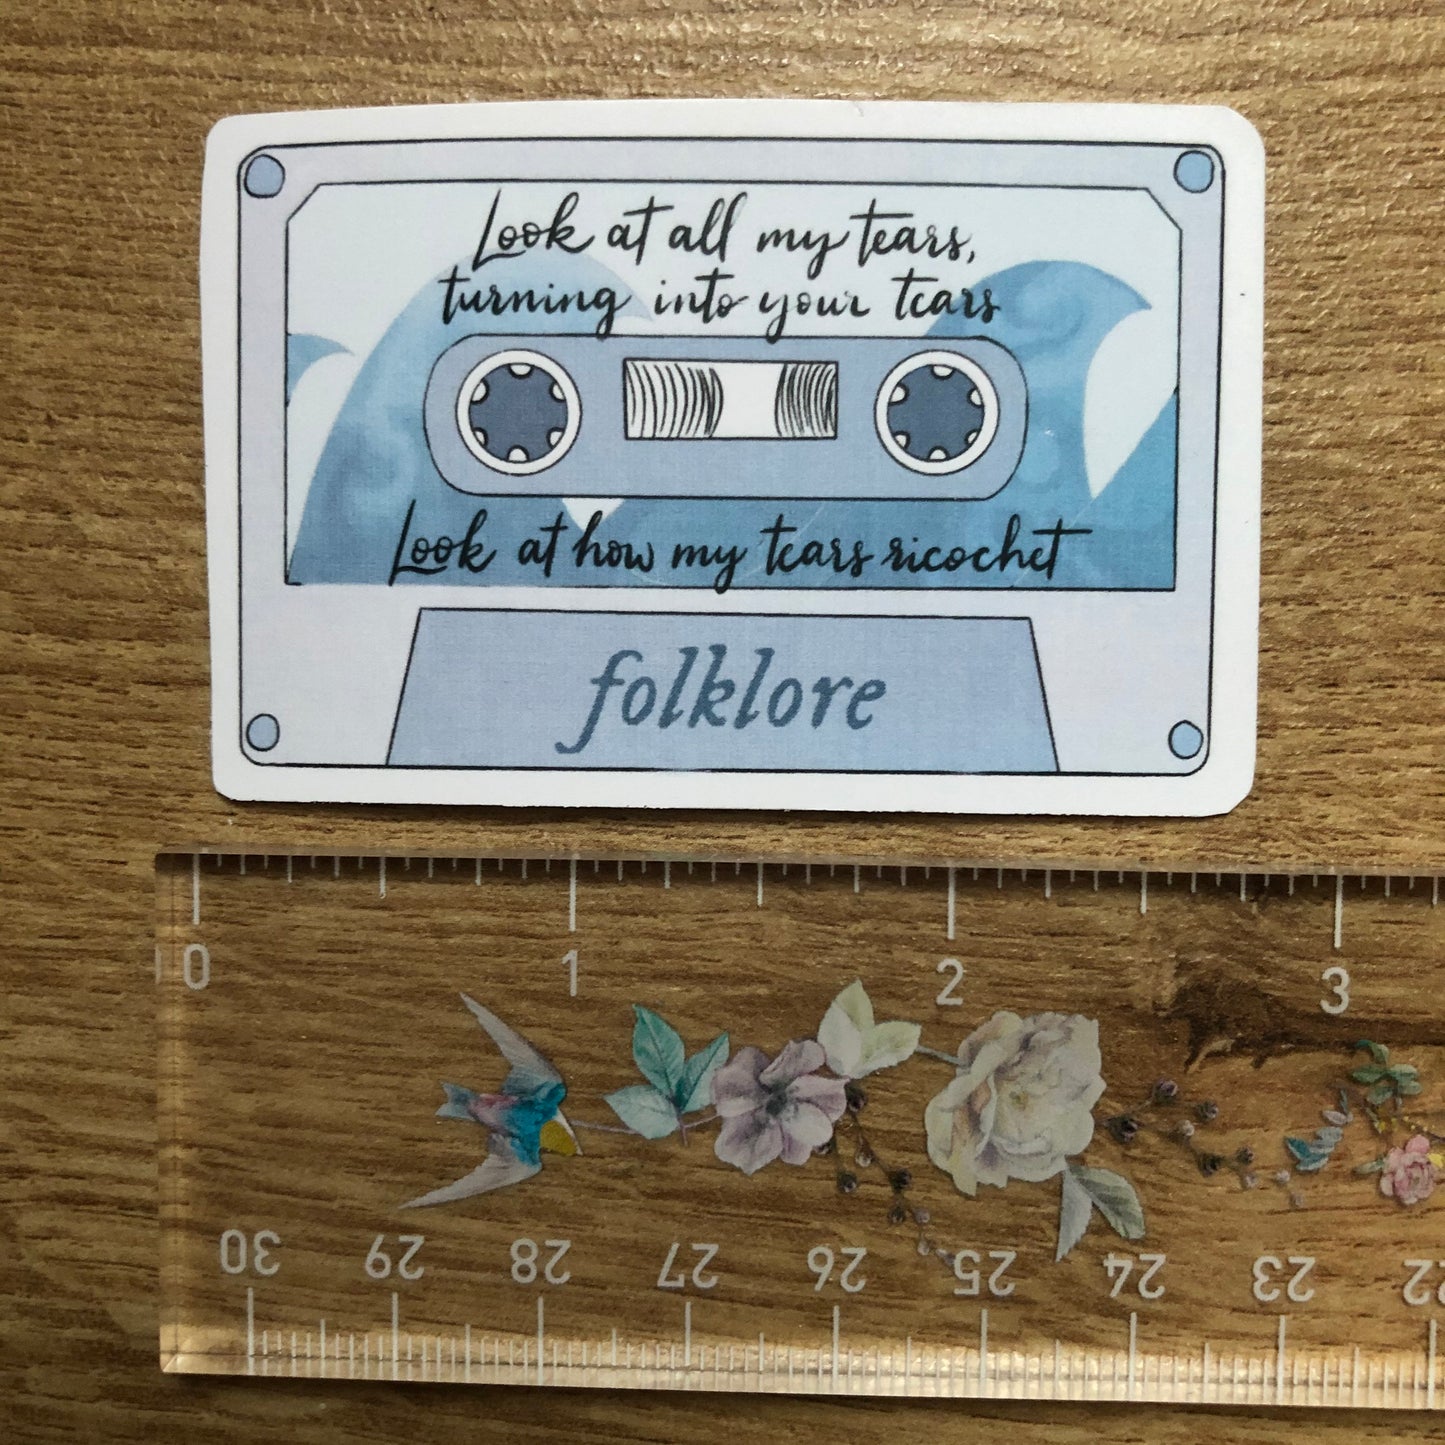 Look at all my tears,
turning into your tears
Look at how my tears ricochet
folklore
0 1 2 3
30 29 28 27 26 25 24 23 22